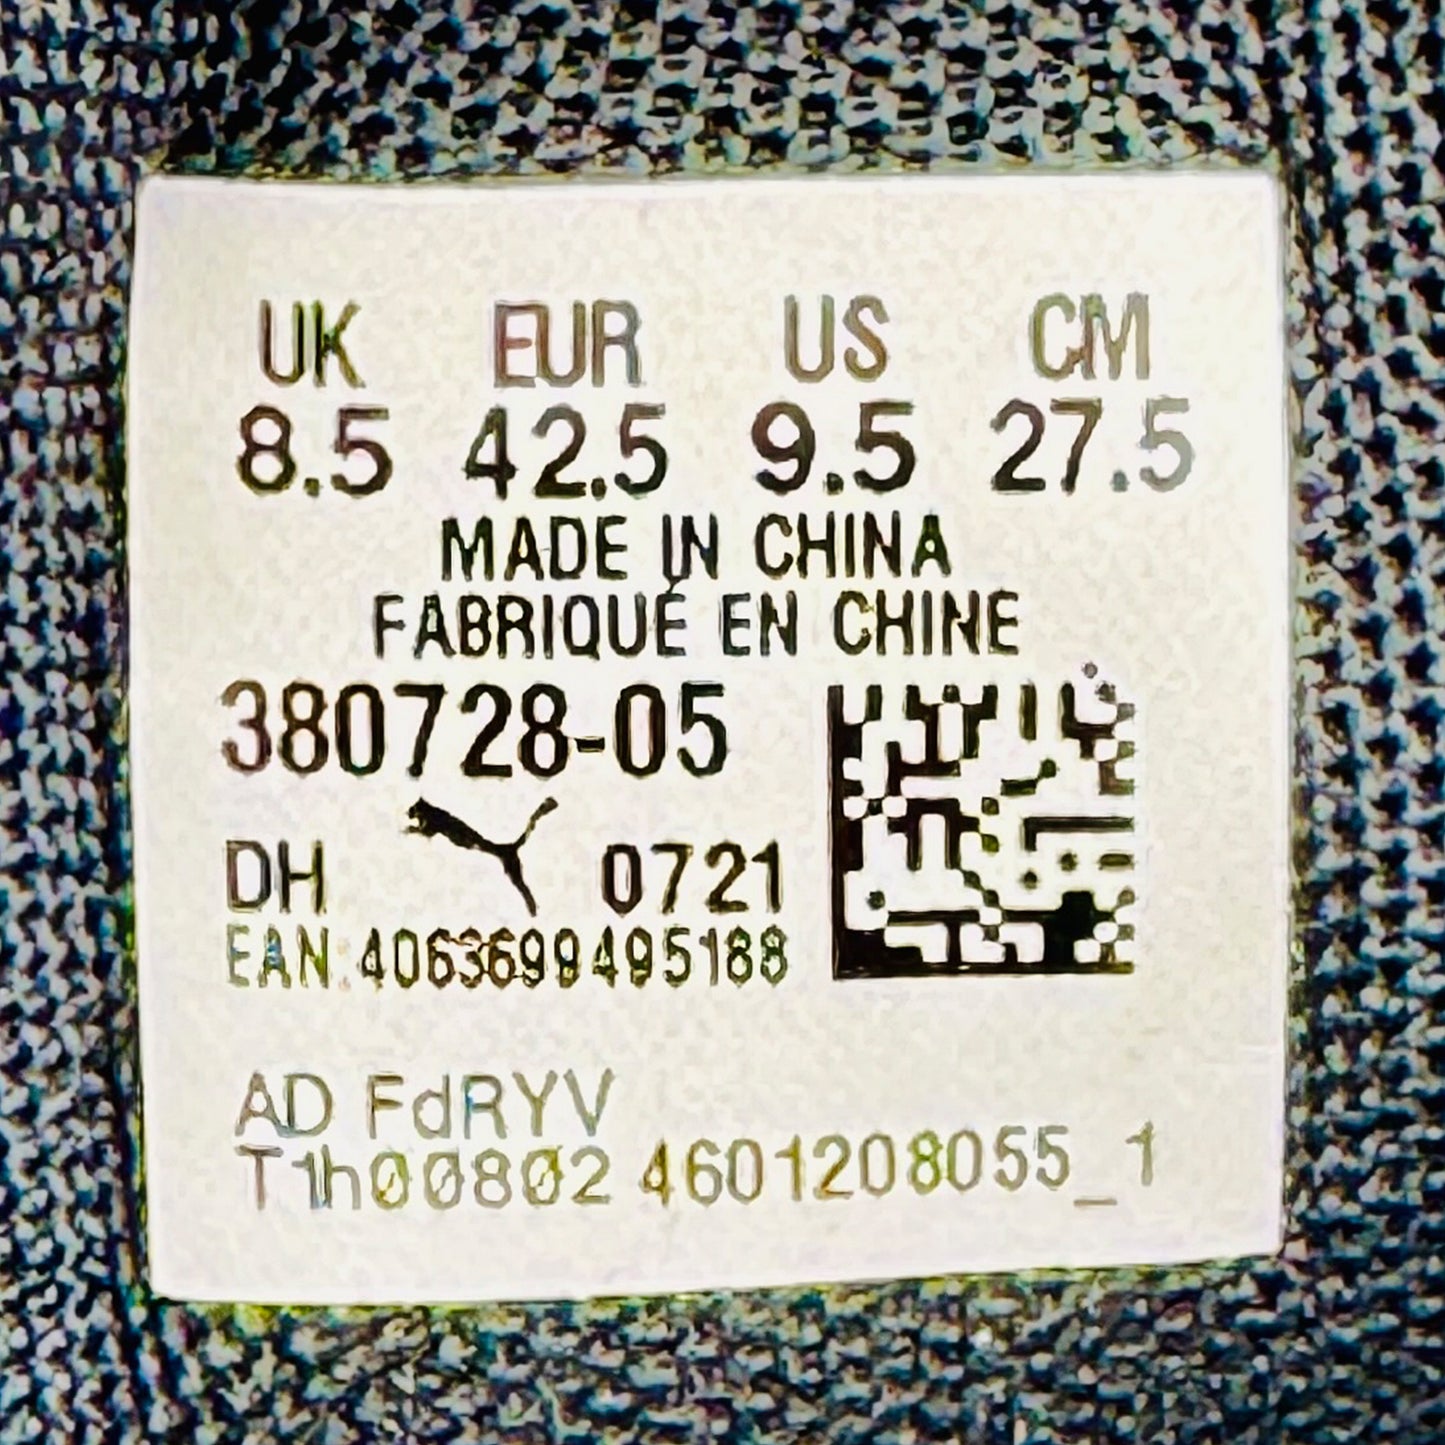 UK EUR US CM
8.5 42.5 9.5 27.5
MADE IN CHINA
FABRIQUÉ EN CHINE
380728-05
DH 0721
EAN:4063699495188
AD FdRYV
T1h00802 4601208055_1